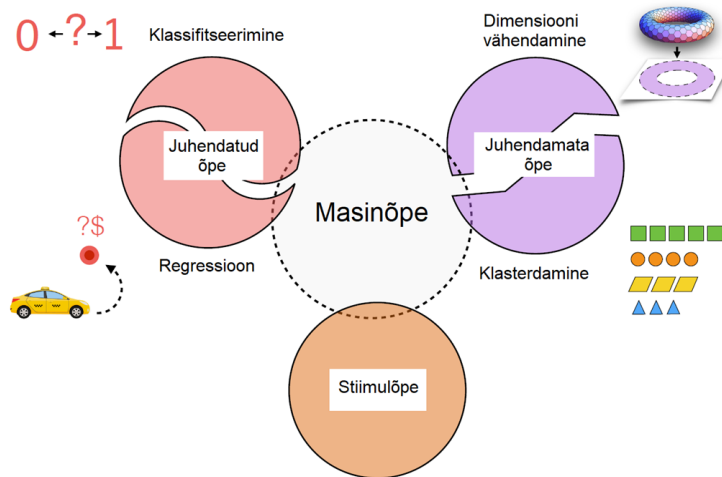 0 ? 1
Klassifitseerimine
Dimensiooni
vähendamine
Juhendatud
õpe
Juhendamata
õpe
Masinõpe
?$
Regressioon
Klasterdamine
Stiimulõpe